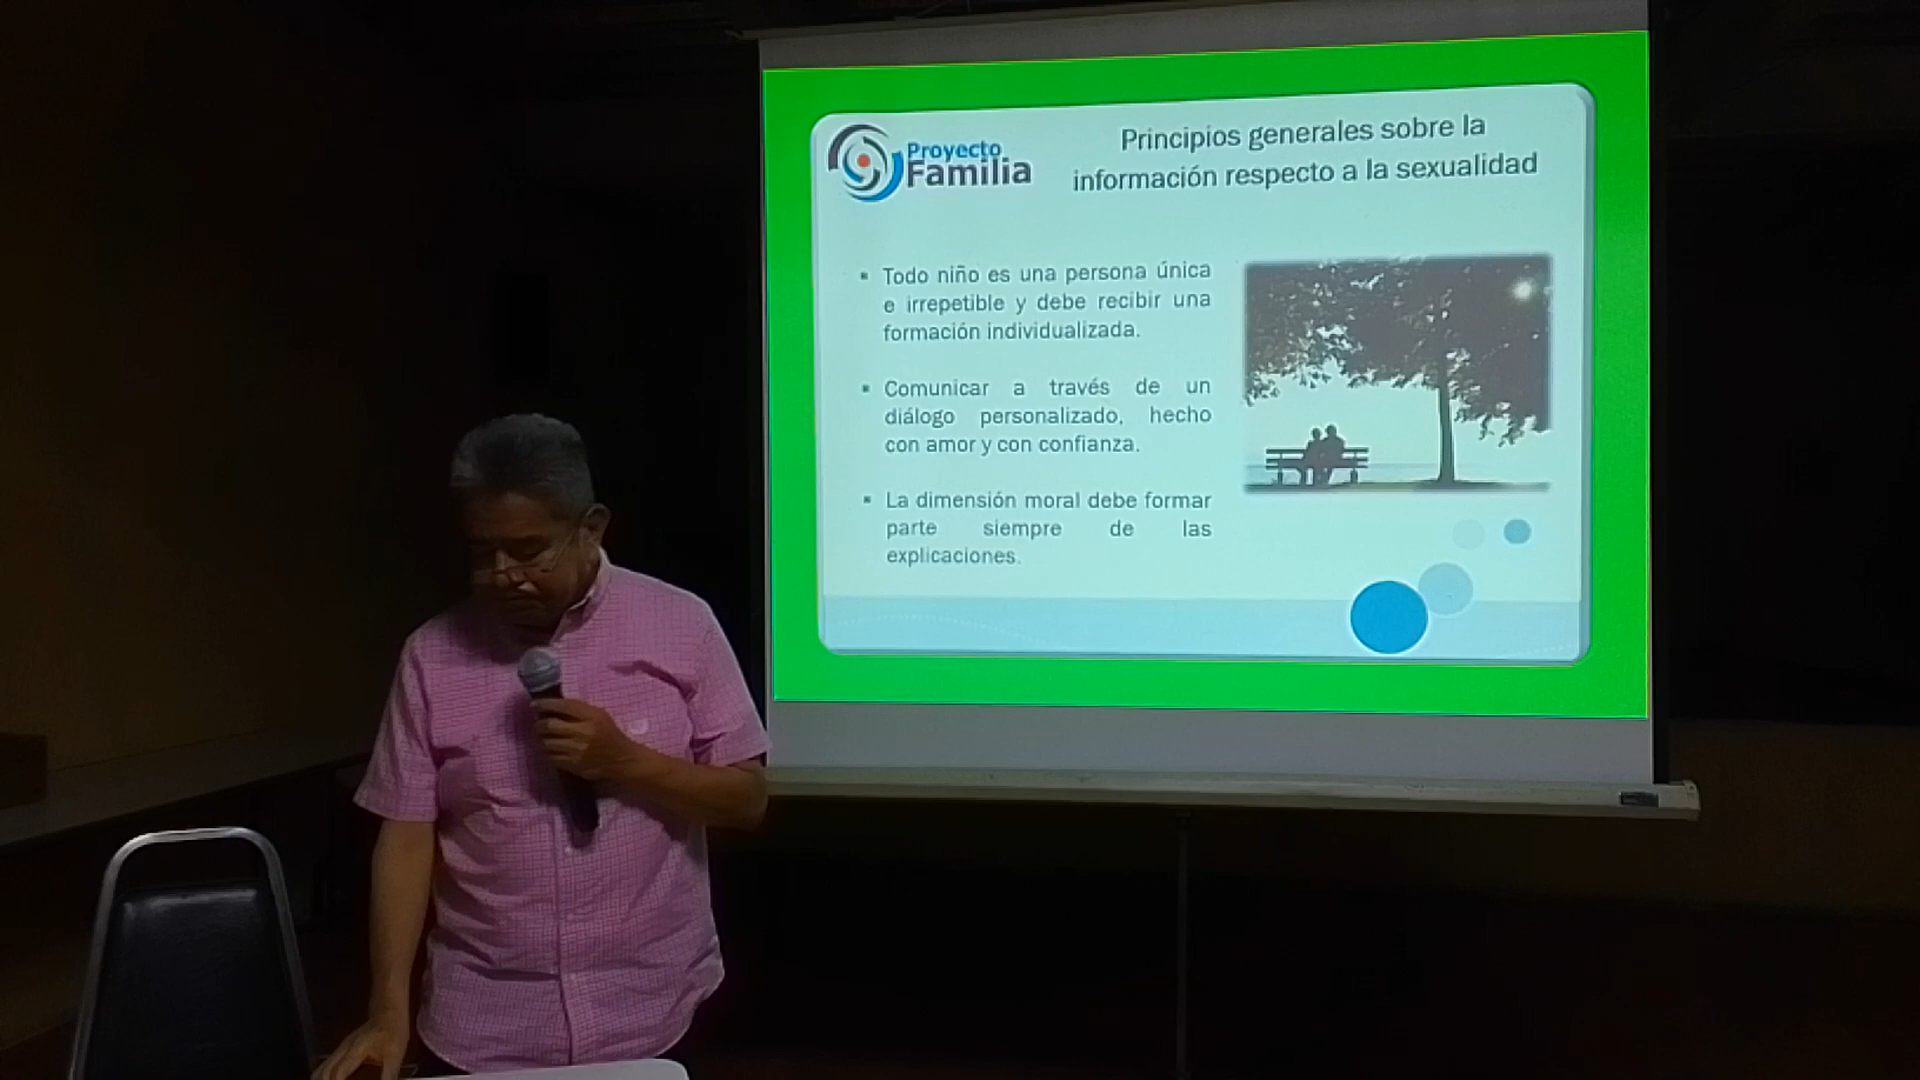 Proyecto
Familia
Principios generales sobre la
información respecto a la sexualidad
▪ Todo niño es una persona única
e irrepetible y debe recibir una
formación individualizada.
▪ Comunicar a través de un
diálogo personalizado, hecho
con amor y con confianza.
▪ La dimensión moral debe formar
parte siempre de las
explicaciones.